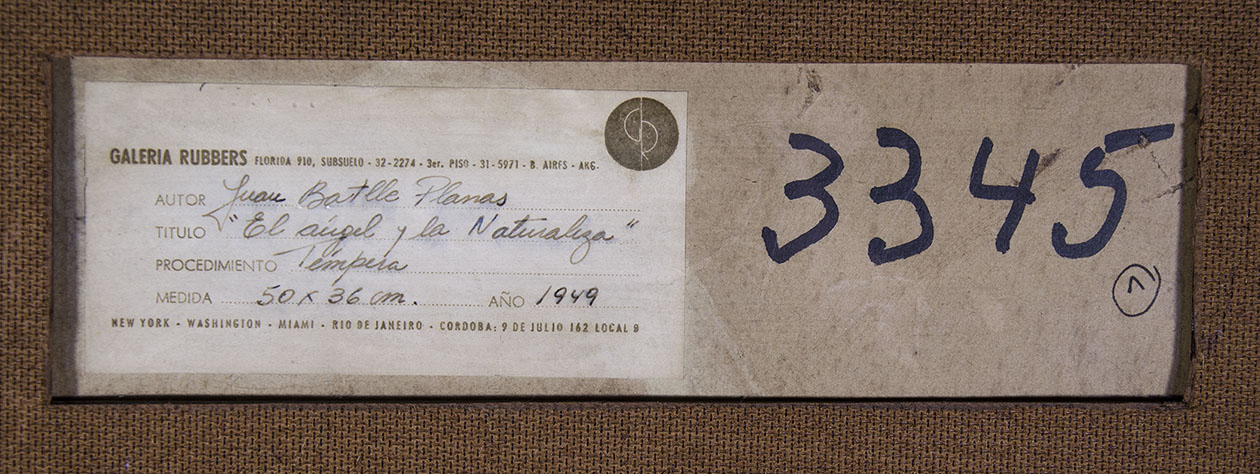 GALERIA RUBBERS FLORIDA 910, SUBSUELO - 32-2274 - 3er. PISO - 31-5971 - B. AIRES - ARG.
AUTOR Juan Batlle Planas
TITULO "El ángel y la Naturaleza"
PROCEDIMIENTO Tempera
MEDIDA 50 x 36 cm. AÑO 1949
NEW YORK - WASHINGTON - MIAMI - RIO DE JANEIRO - CORDOBA: 9 DE JULIO 162 LOCAL 8
3345